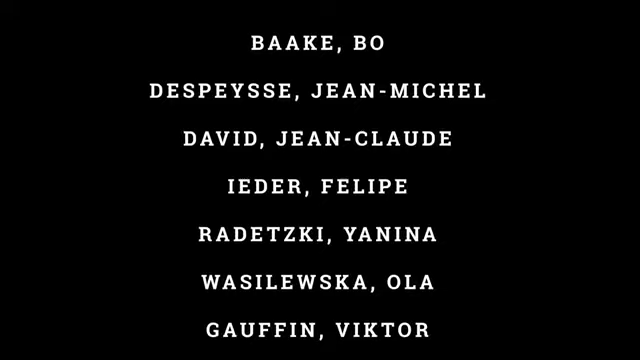 BAAKE, BO
DESPEYSSE, JEAN-MICHEL
DAVID, JEAN-CLAUDE
IEDER, FELIPE
RADETZKI, YANINA
WASILEWSKA, OLA
GAUFFIN, VIKTOR